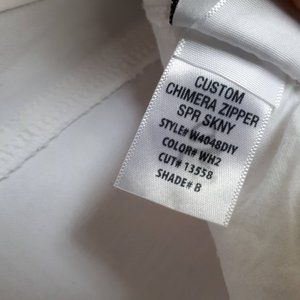 CUSTOM
CHIMERA ZIPPER
SPR SKNY
STYLE# W4048DIY
COLOR# WH2
CUT# 13558
SHADE# B